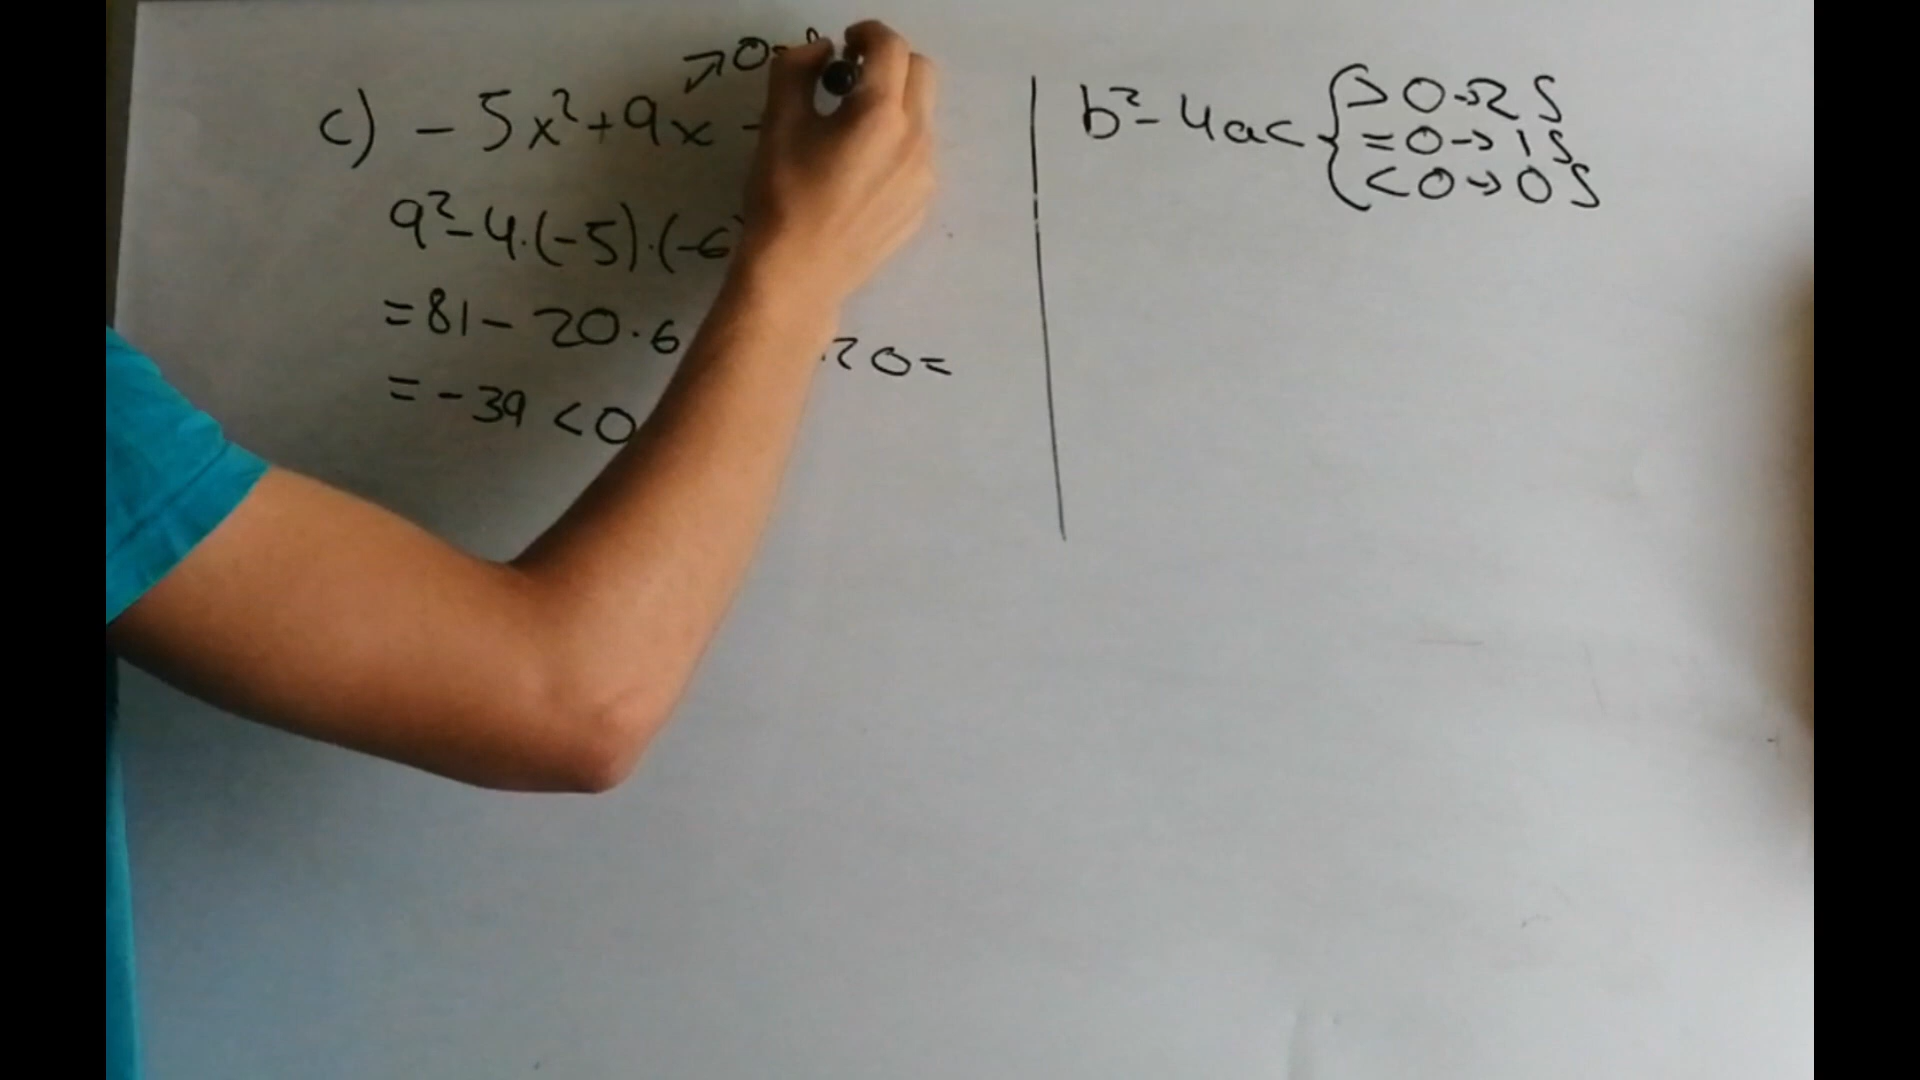 0
c) - 5x²+9x -
9²-4·(-5)·(-6
=81- 20·6
20=
= -39 <0
b²-4ac { >0→2S
=0→1S
<0→0S